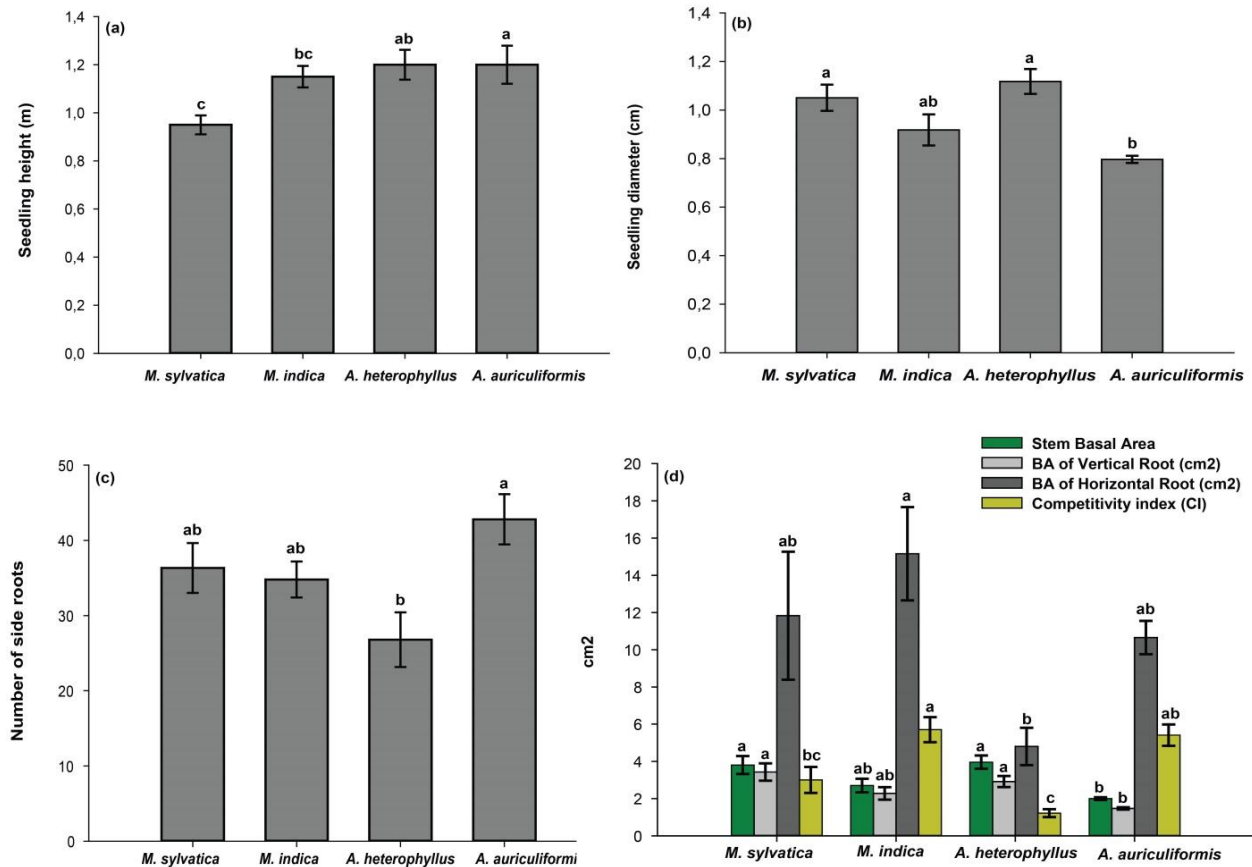 (a)
Seedling height (m)
1,4
1,2
1,0
0,8
0,6
0,4
0,2
0,0
c
bc
ab
a
M. sylvatica
M. indica
A. heterophyllus
A. auriculiformis
(b)
Seedling diameter (cm)
1,4
1,2
1,0
0,8
0,6
0,4
0,2
0,0
a
ab
a
b
M. sylvatica
M. indica
A. heterophyllus
A. auriculiformis
(c)
Number of side roots
50
40
30
20
10
0
ab
ab
b
a
M. sylvatica
M. indica
A. heterophyllus
A. auriculiformi
(d)
Stem Basal Area
BA of Vertical Root (cm2)
BA of Horizontal Root (cm2)
Competitivity index (CI)
cm2
20
18
16
14
12
10
8
6
4
2
0
a
a
ab
bc
ab
ab
a
a
a
a
b
c
b
b
ab
ab
M. sylvatica
M. indica
A. heterophyllus
A. auriculiformis